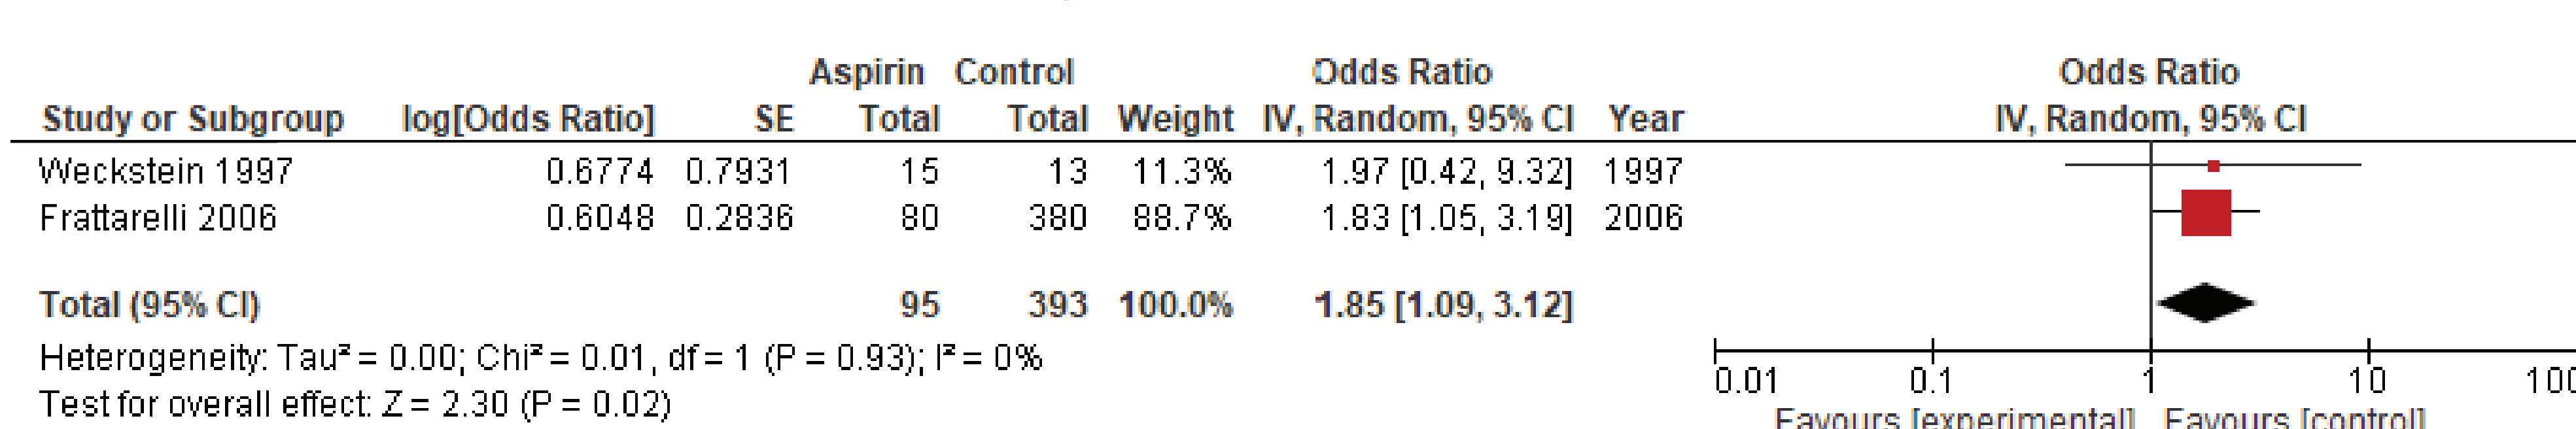 Aspirin Control Odds Ratio Odds Ratio
Study or Subgroup log[Odds Ratio] SE Total Total Weight IV, Random, 95% CI Year IV, Random, 95% CI
Weckstein 1997 0.6774 0.7931 15 13 11.3% 1.97 [0.42, 9.32] 1997
Frattarelli 2006 0.6048 0.2836 80 380 88.7% 1.83 [1.05, 3.19] 2006
Total (95% CI) 95 393 100.0% 1.85 [1.09, 3.12]
Heterogeneity: Tau² = 0.00; Chi² = 0.01, df = 1 (P = 0.93); I² = 0%
Test for overall effect: Z = 2.30 (P = 0.02)
0.01 0.1 1 10 100
Favours [experimental] Favours [control]